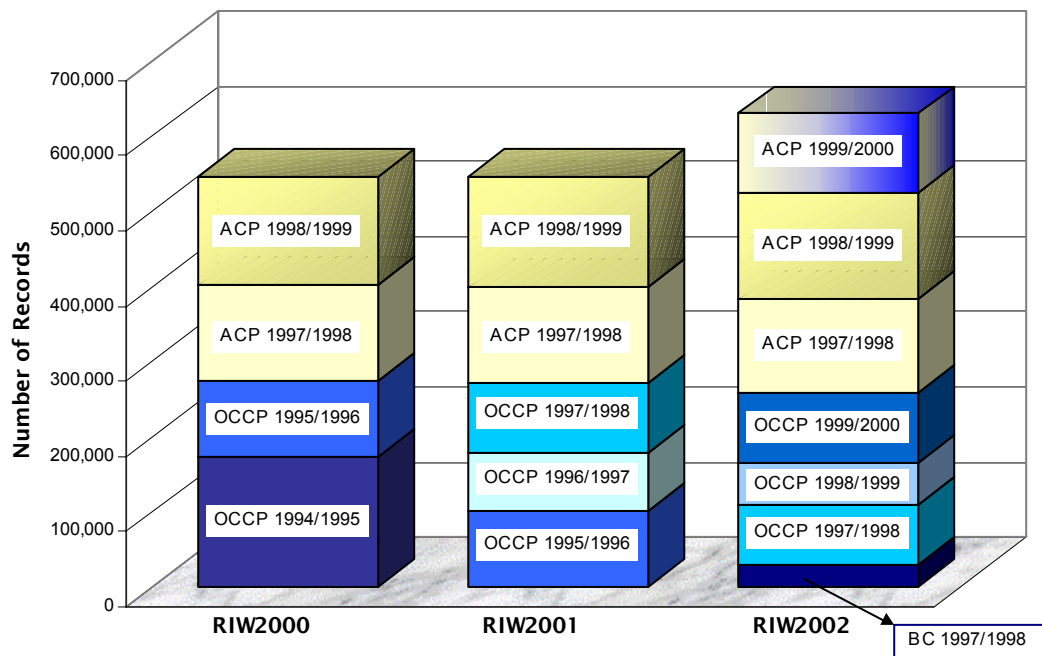 Number of Records
700,000
600,000
500,000
400,000
300,000
200,000
100,000
0
ACP 1998/1999
ACP 1997/1998
OCCP 1995/1996
OCCP 1994/1995
RIW2000
ACP 1998/1999
ACP 1997/1998
OCCP 1997/1998
OCCP 1996/1997
OCCP 1995/1996
RIW2001
ACP 1999/2000
ACP 1998/1999
ACP 1997/1998
OCCP 1999/2000
OCCP 1998/1999
OCCP 1997/1998
RIW2002
BC 1997/1998